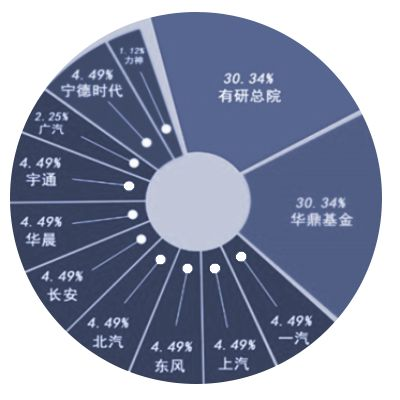 1.12%
力神
30.34%
有研总院
30.34%
华鼎基金
4.49%
一汽
4.49%
上汽
4.49%
东风
4.49%
北汽
4.49%
长安
4.49%
华晨
4.49%
宇通
2.25%
广汽
4.49%
宁德时代